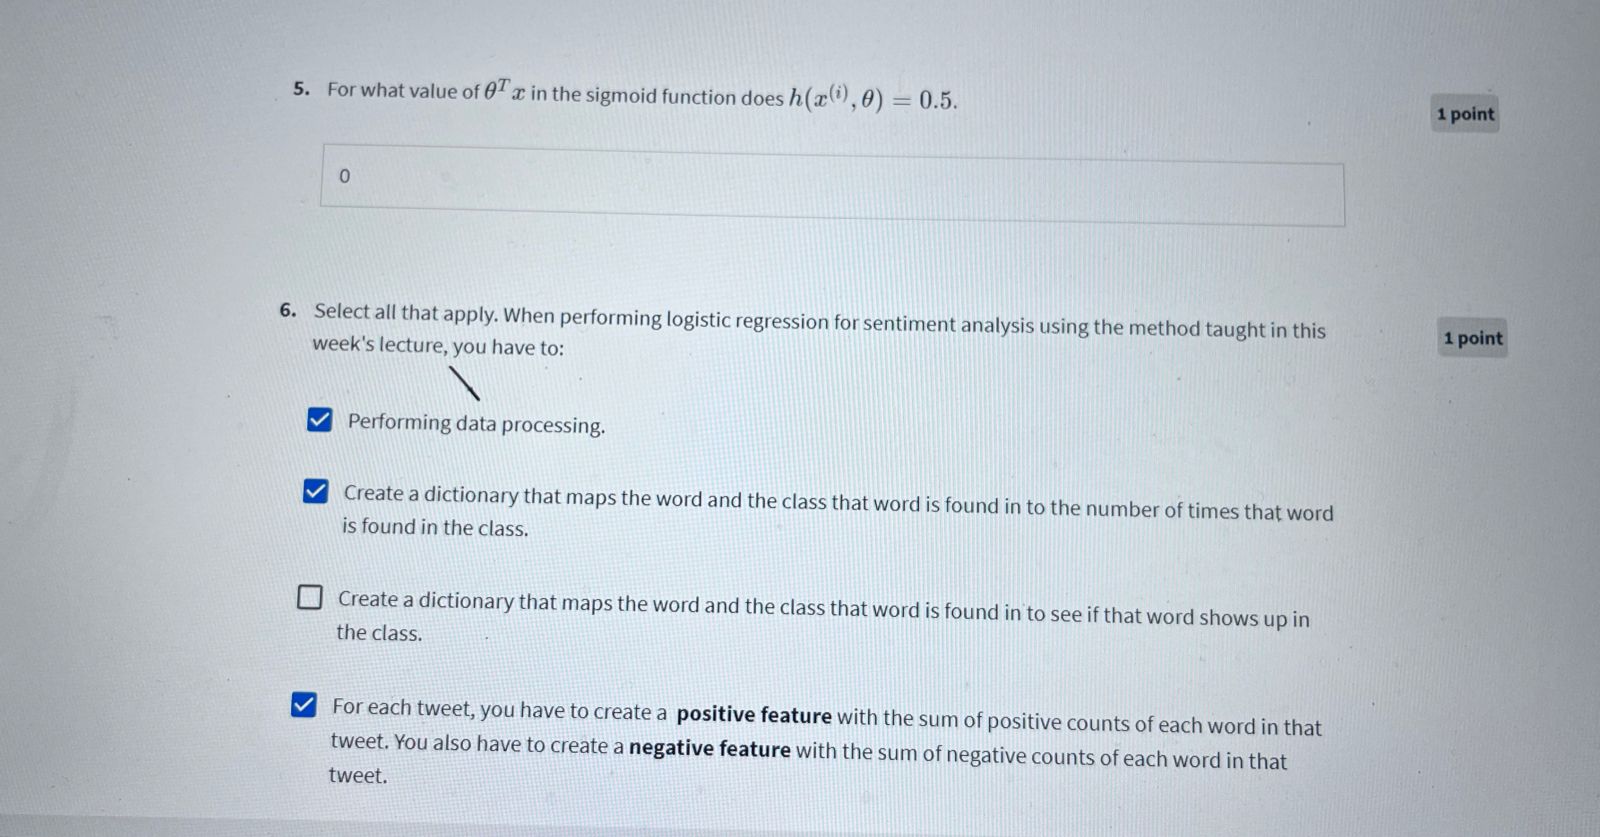 5. For what value of θᵀx in the sigmoid function does h(x⁽ⁱ⁾, θ) = 0.5.
1 point
0
6. Select all that apply. When performing logistic regression for sentiment analysis using the method taught in this
week's lecture, you have to:
1 point
Performing data processing.
Create a dictionary that maps the word and the class that word is found in to the number of times that word
is found in the class.
Create a dictionary that maps the word and the class that word is found in to see if that word shows up in
the class.
For each tweet, you have to create a positive feature with the sum of positive counts of each word in that
tweet. You also have to create a negative feature with the sum of negative counts of each word in that
tweet.